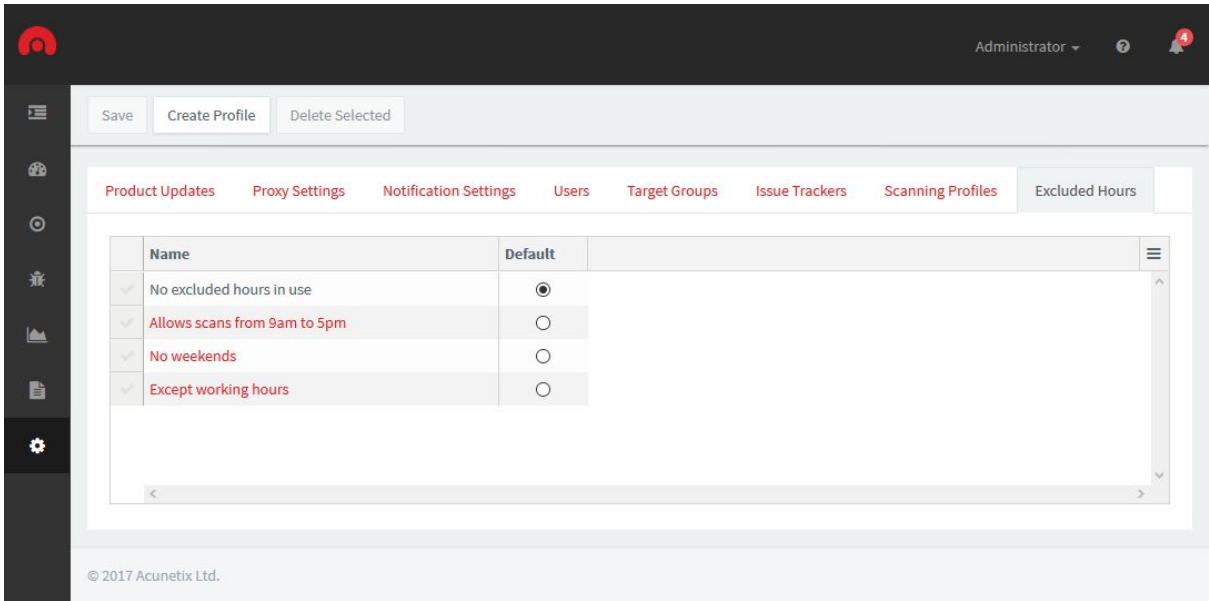 Administrator
4
Save Create Profile Delete Selected
Product Updates Proxy Settings Notification Settings Users Target Groups Issue Trackers Scanning Profiles Excluded Hours
Name Default
No excluded hours in use
Allows scans from 9am to 5pm
No weekends
Except working hours
© 2017 Acunetix Ltd.